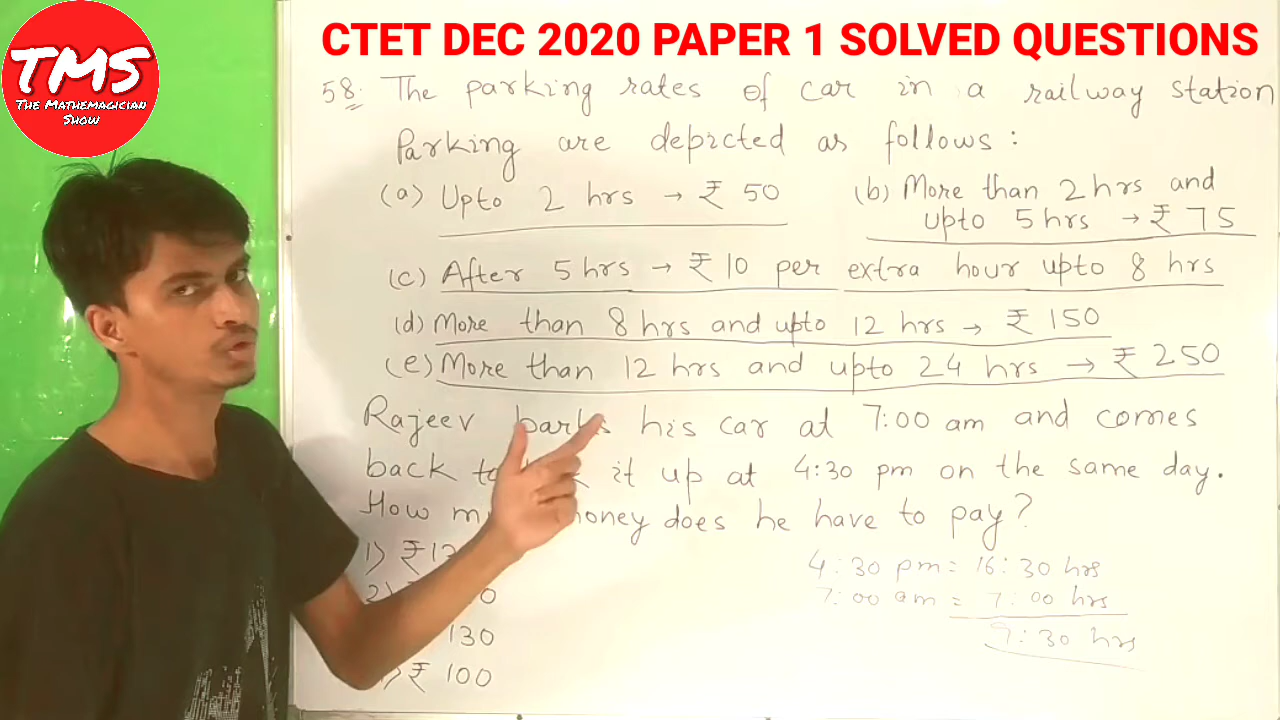 TMS
THE MATHEMAGICIAN
SHOW
CTET DEC 2020 PAPER 1 SOLVED QUESTIONS
58. The parking rates of car in a railway station
Parking are depicted as follows:
(a) Upto 2 hrs → ₹ 50
(b) More than 2 hrs and
upto 5 hrs → ₹ 75
(c) After 5 hrs → ₹ 10 per extra hour upto 8 hrs
(d) More than 8 hrs and upto 12 hrs → ₹ 150
(e) More than 12 hrs and upto 24 hrs → ₹ 250
Rajeev parks his car at 7:00 am and comes
back to it up at 4:30 pm on the same day.
How money does he have to pay?
1) ₹
2)
130
₹ 100
4:30 pm = 16:30 hrs
7:00 am = 7:00 hrs
9:30 hrs